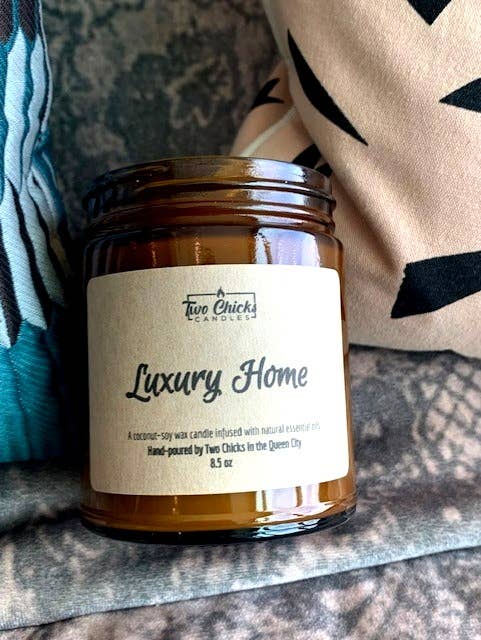 Two Chicks
CANDLES
Luxury Home
A coconut-soy wax candle infused with natural essential oils
Hand-poured by Two Chicks in the Queen City
8.5 oz